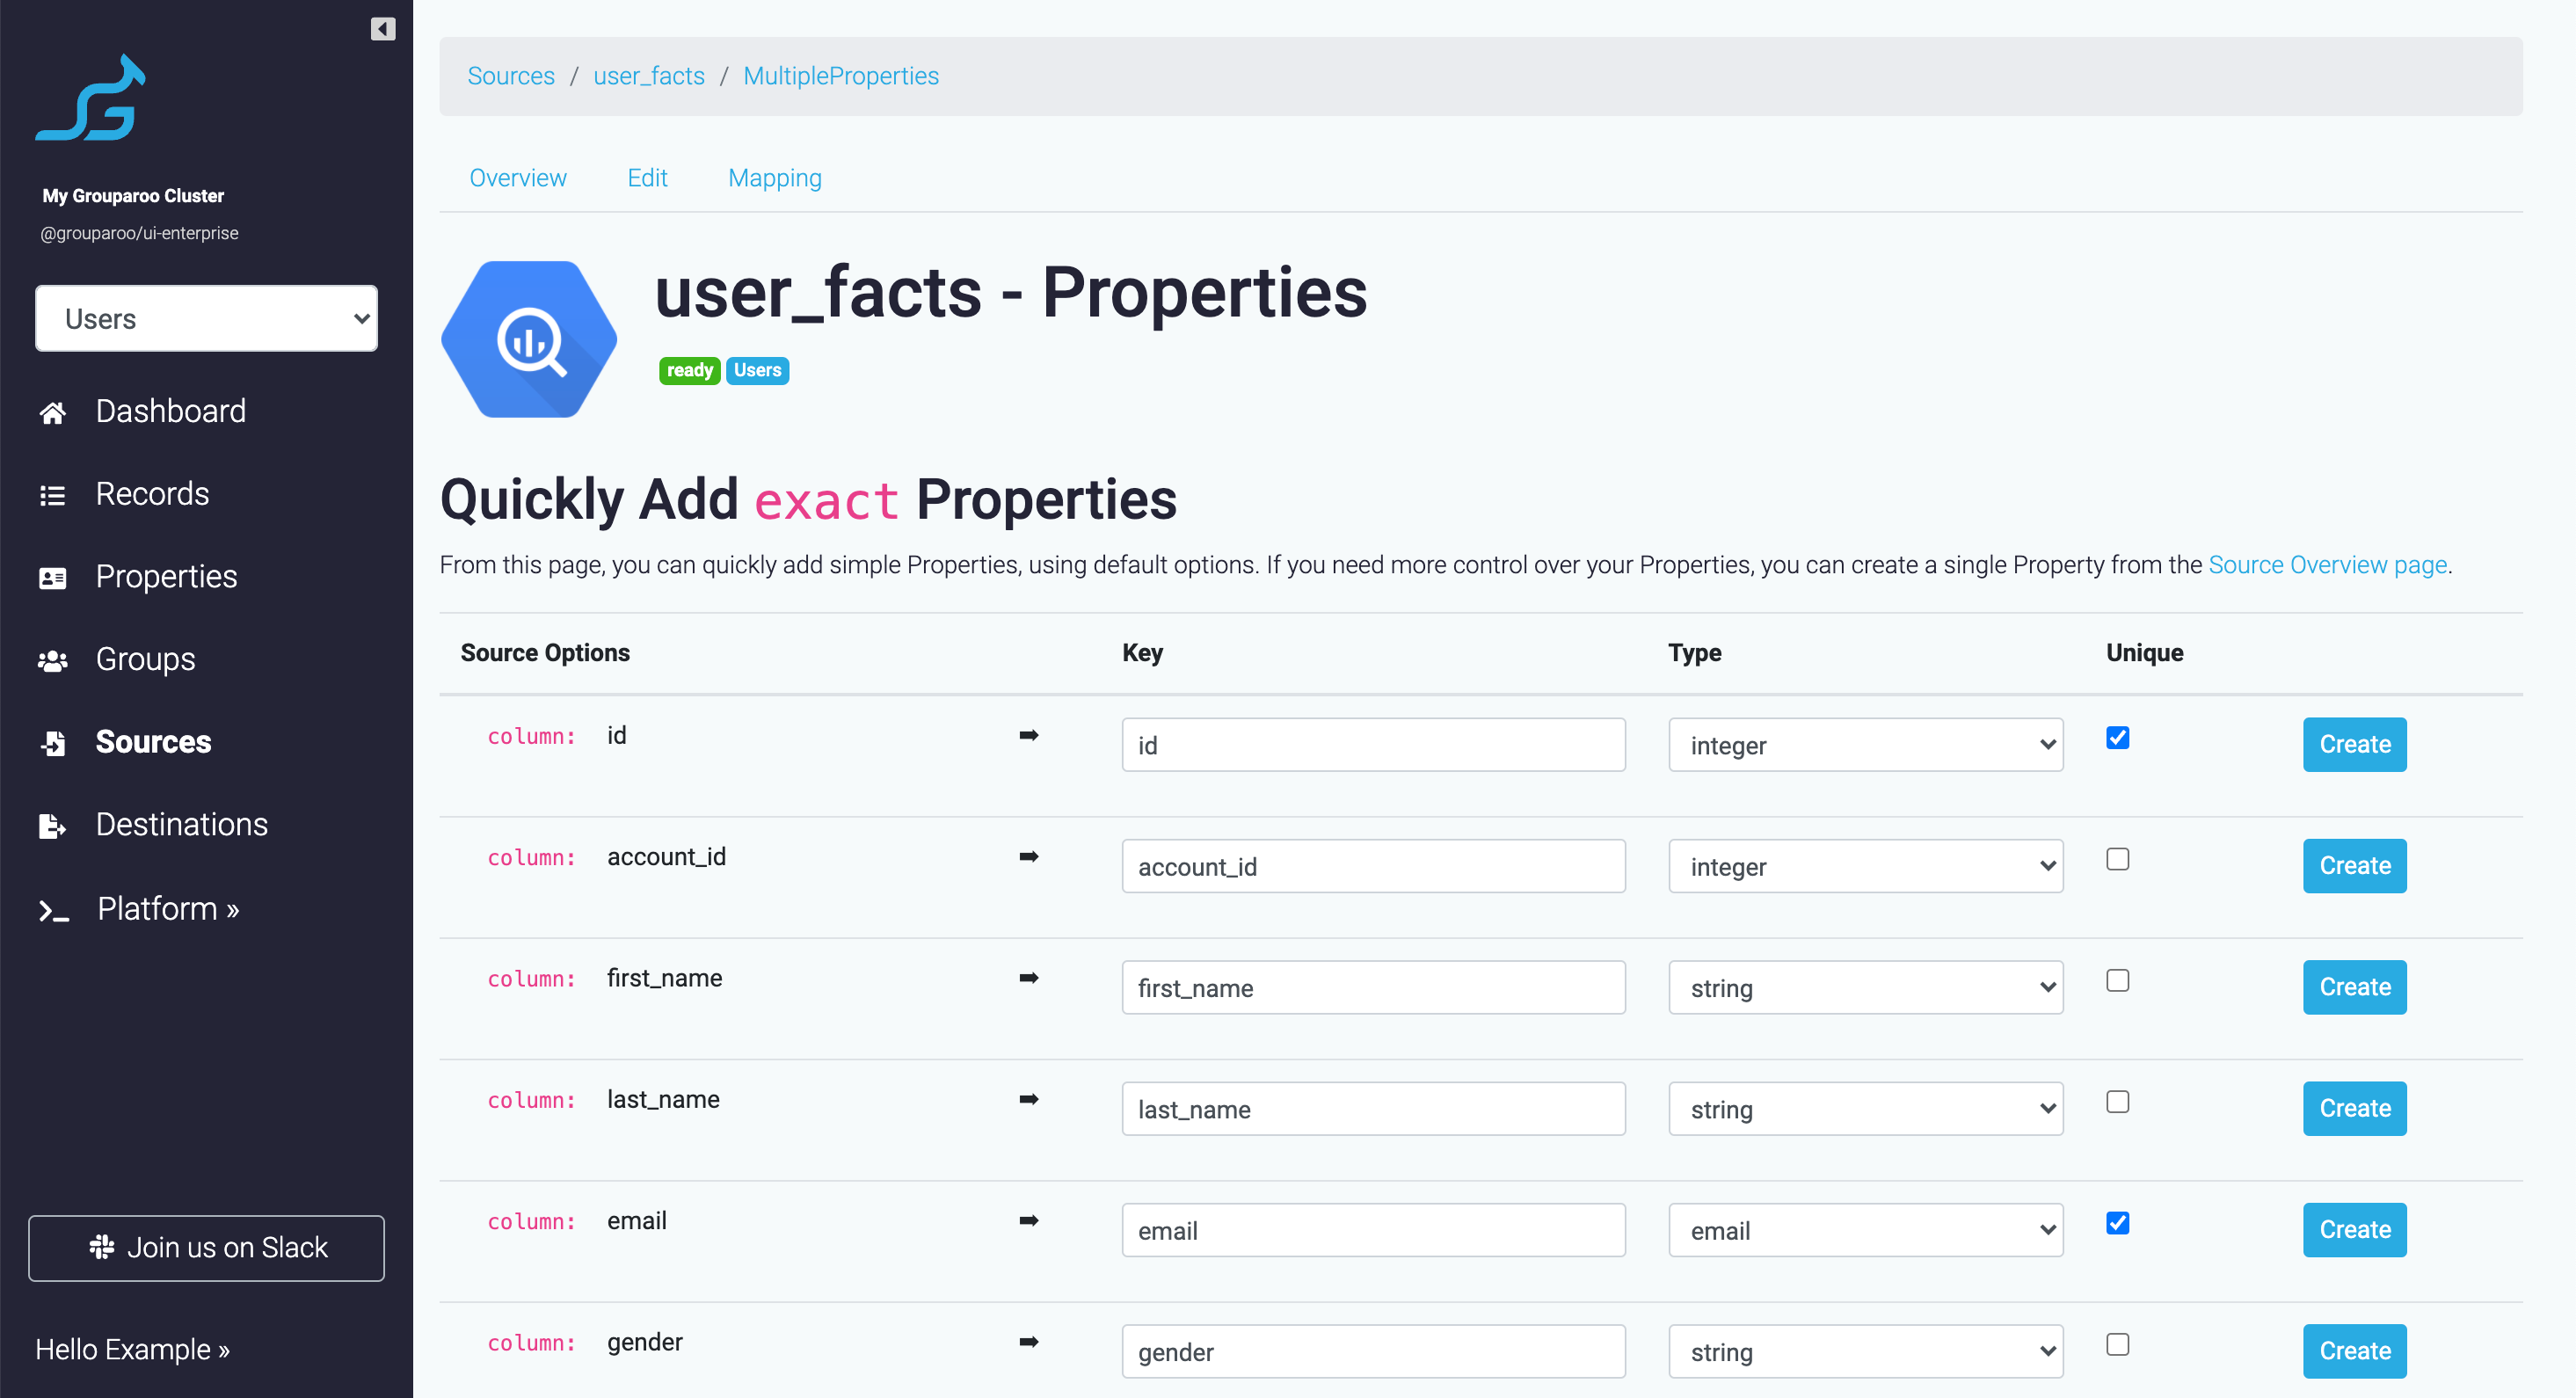 My Grouparoo Cluster
@grouparoo/ui-enterprise
Users
Dashboard
Records
Properties
Groups
Sources
Destinations
Platform »
Join us on Slack
Hello Example »
Sources / user_facts / MultipleProperties
Overview Edit Mapping
user_facts - Properties
ready Users
Quickly Add exact Properties
From this page, you can quickly add simple Properties, using default options. If you need more control over your Properties, you can create a single Property from the Source Overview page.
Source Options Key Type Unique
column: id ➡ id integer Create
column: account_id ➡ account_id integer Create
column: first_name ➡ first_name string Create
column: last_name ➡ last_name string Create
column: email ➡ email email Create
column: gender ➡ gender string Create